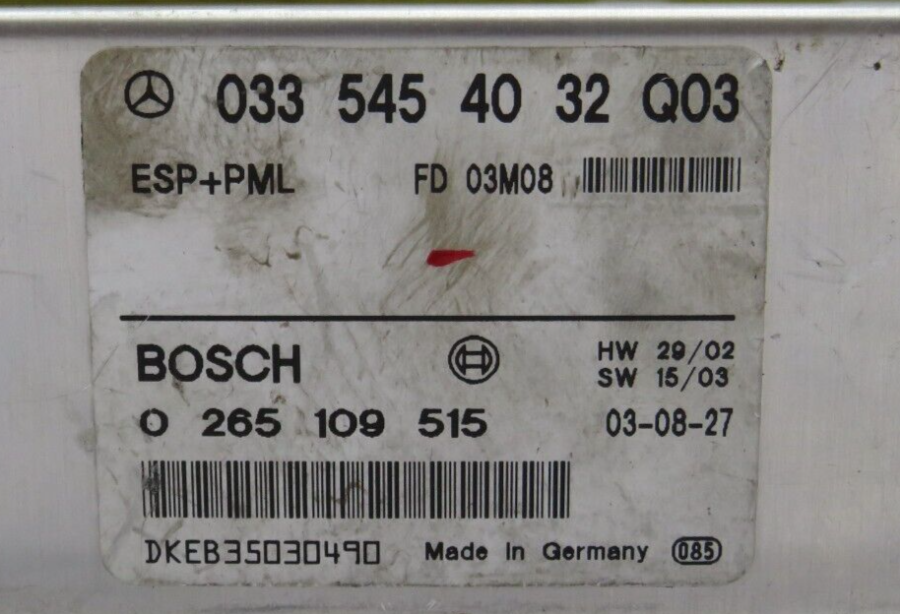 033 545 40 32 Q03
ESP+PML FD 03M08
BOSCH HW 29/02
SW 15/03
0 265 109 515 03-08-27
DKEB35030490 Made in Germany 085